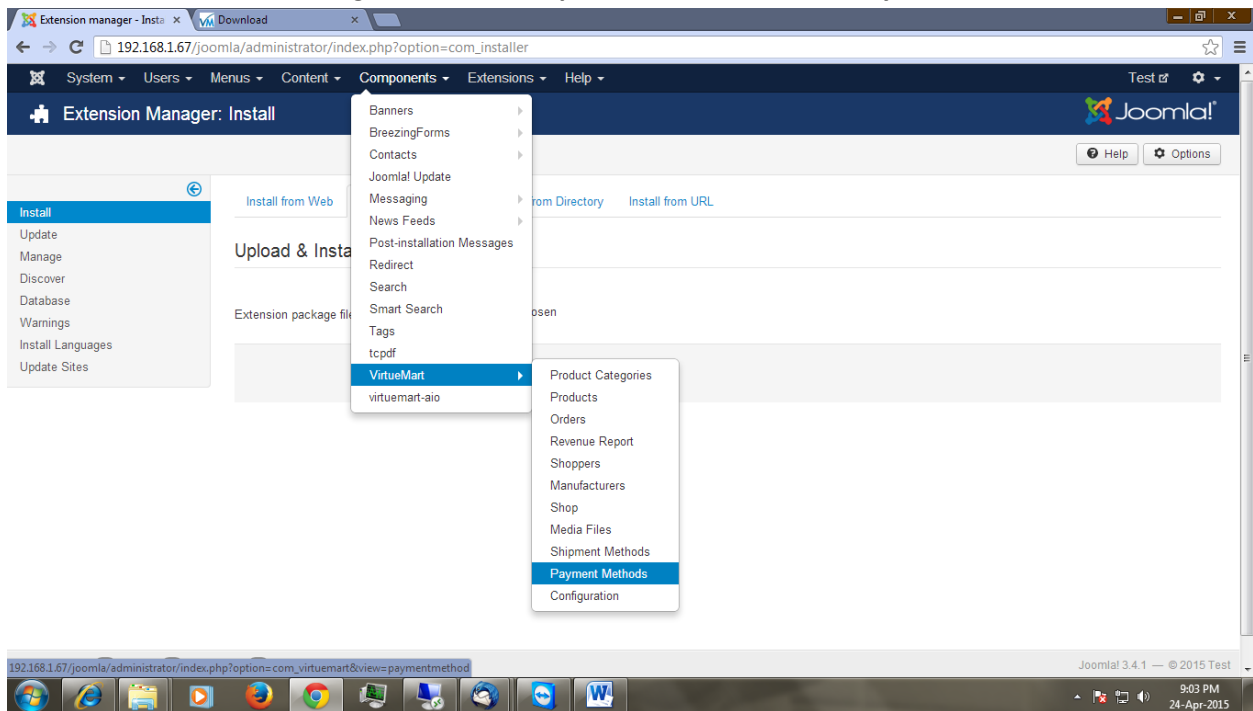 Extension manager - Insta
Download
192.168.1.67/joomla/administrator/index.php?option=com_installer
System Users Menus Content Components Extensions Help Test
Extension Manager: Install
Joomla!
Help Options
Install from Web
rom Directory
Install from URL
Install
Update
Manage
Discover
Database
Warnings
Install Languages
Update Sites
Upload & Insta
Extension package file
osen
Banners
BreezingForms
Contacts
Joomla! Update
Messaging
News Feeds
Post-installation Messages
Redirect
Search
Smart Search
Tags
tcpdf
VirtueMart
virtuemart-aio
Product Categories
Products
Orders
Revenue Report
Shoppers
Manufacturers
Shop
Media Files
Shipment Methods
Payment Methods
Configuration
192.168.1.67/joomla/administrator/index.php?option=com_virtuemart&view=paymentmethod
Joomla! 3.4.1 — © 2015 Test
9:03 PM
24-Apr-2015